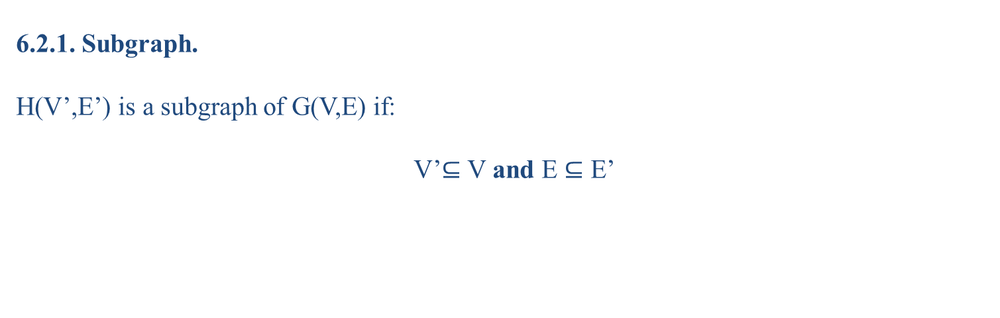 6.2.1. Subgraph.
H(V’,E’) is a subgraph of G(V,E) if:
V’⊆ V and E ⊆ E’